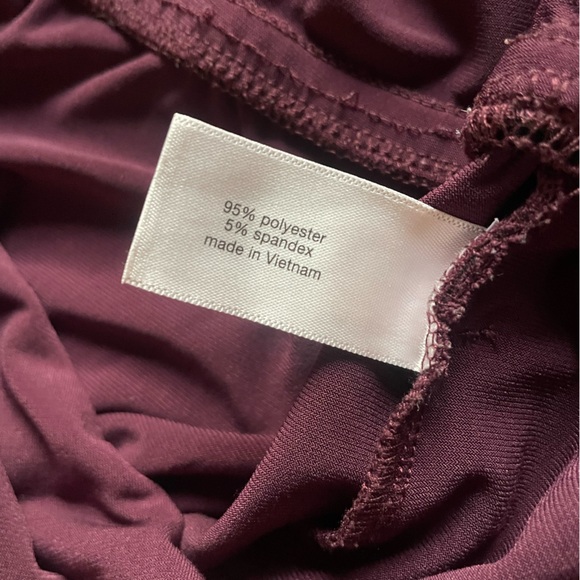 95% polyester
5% spandex
made in Vietnam